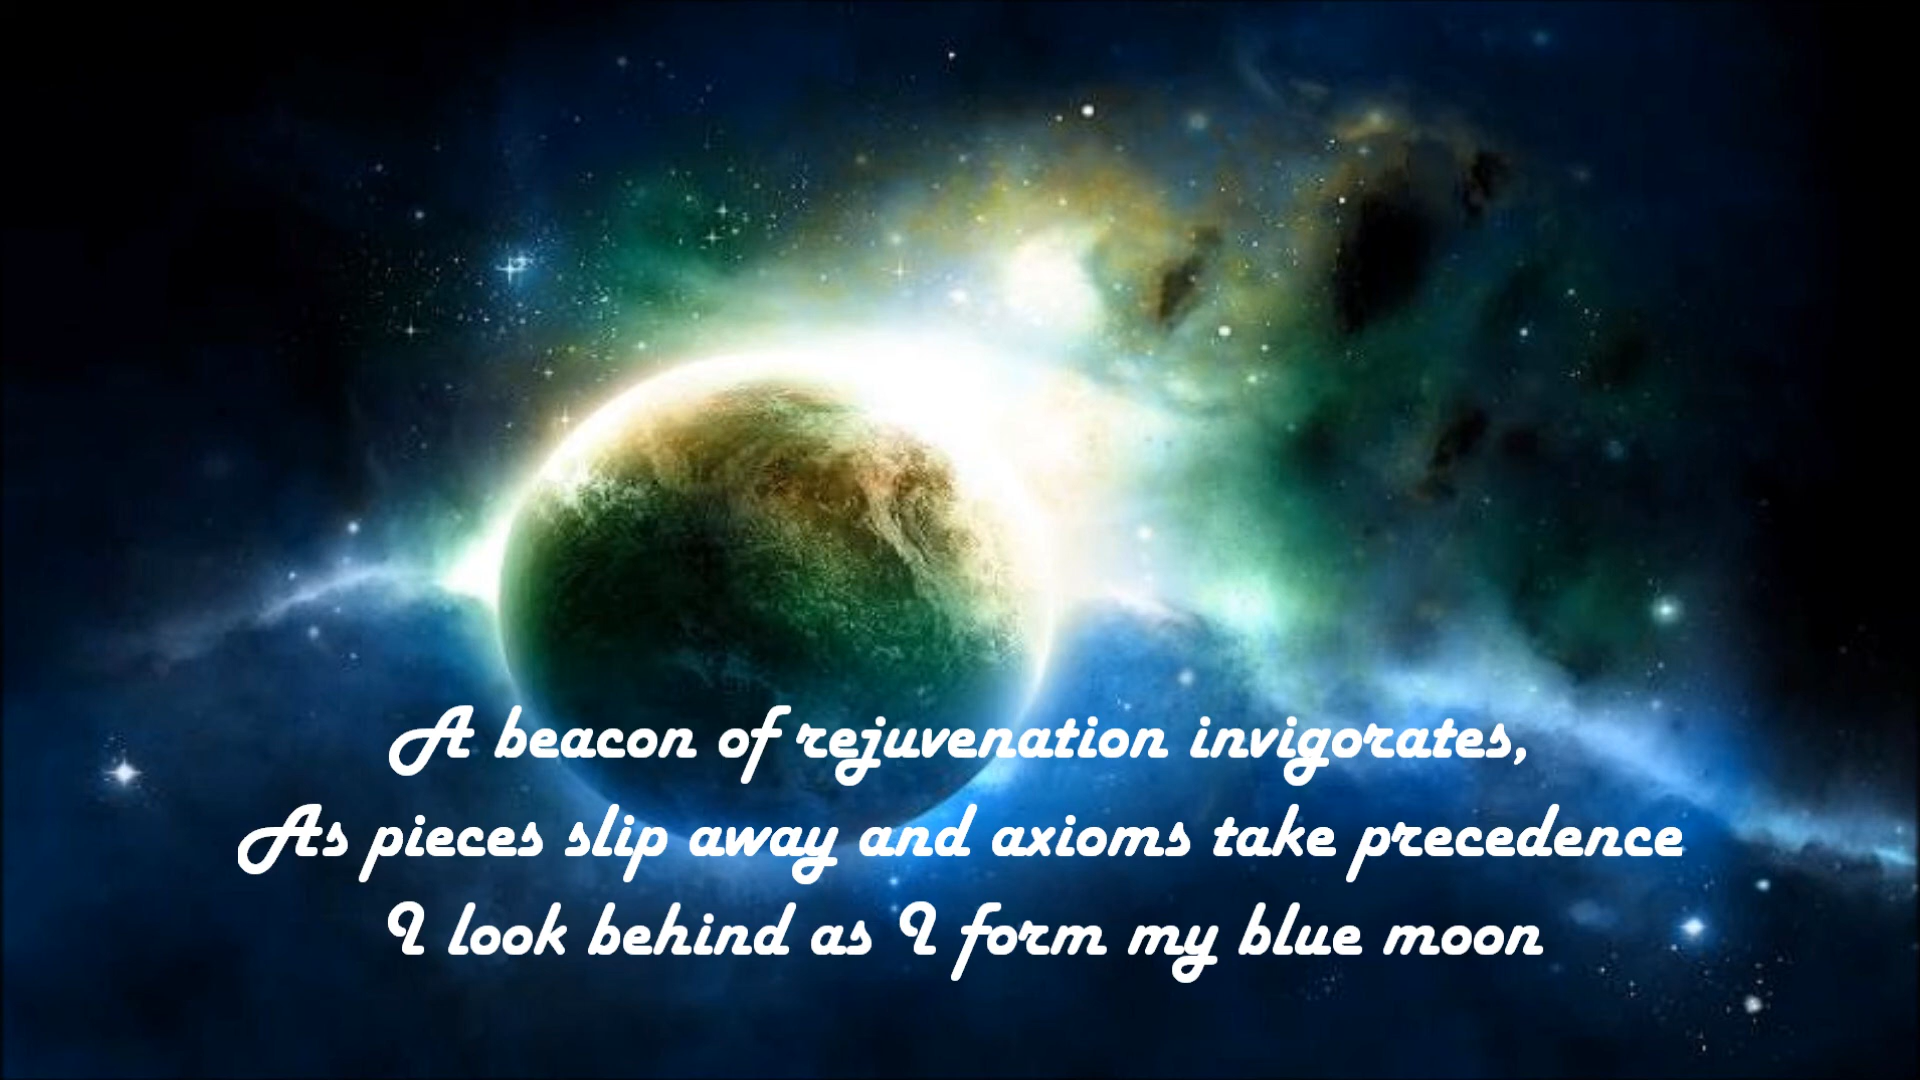 A beacon of rejuvenation invigorates,
As pieces slip away and axioms take precedence
I look behind as I form my blue moon